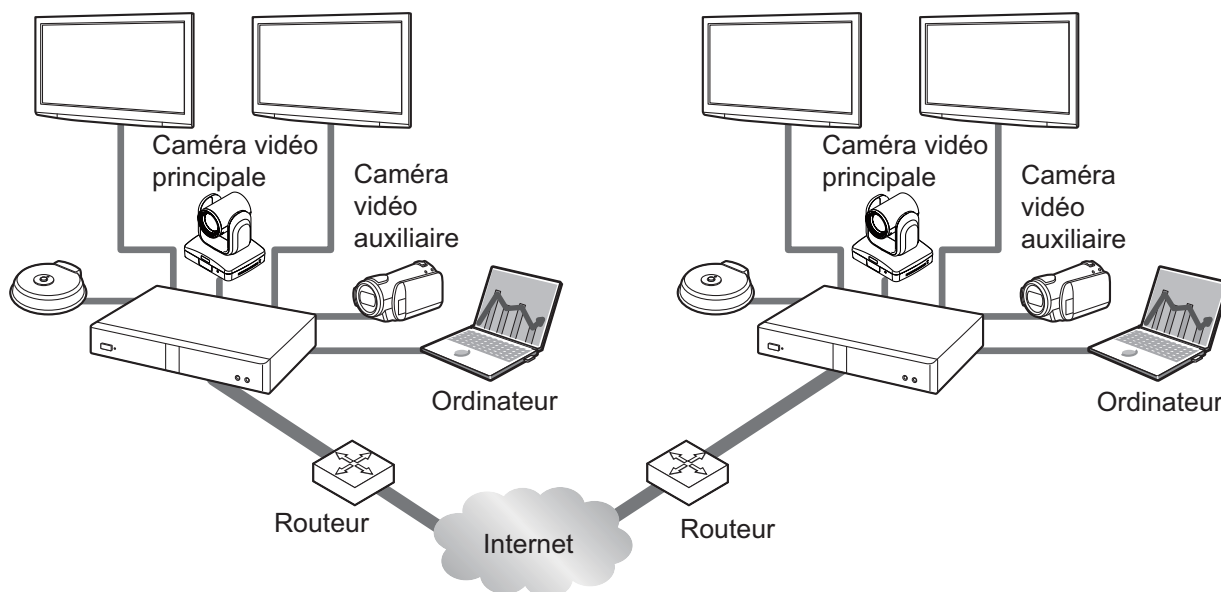 Caméra vidéo
principale
Caméra
vidéo
auxiliaire
Ordinateur
Routeur
Caméra vidéo
principale
Caméra
vidéo
auxiliaire
Ordinateur
Routeur
Internet